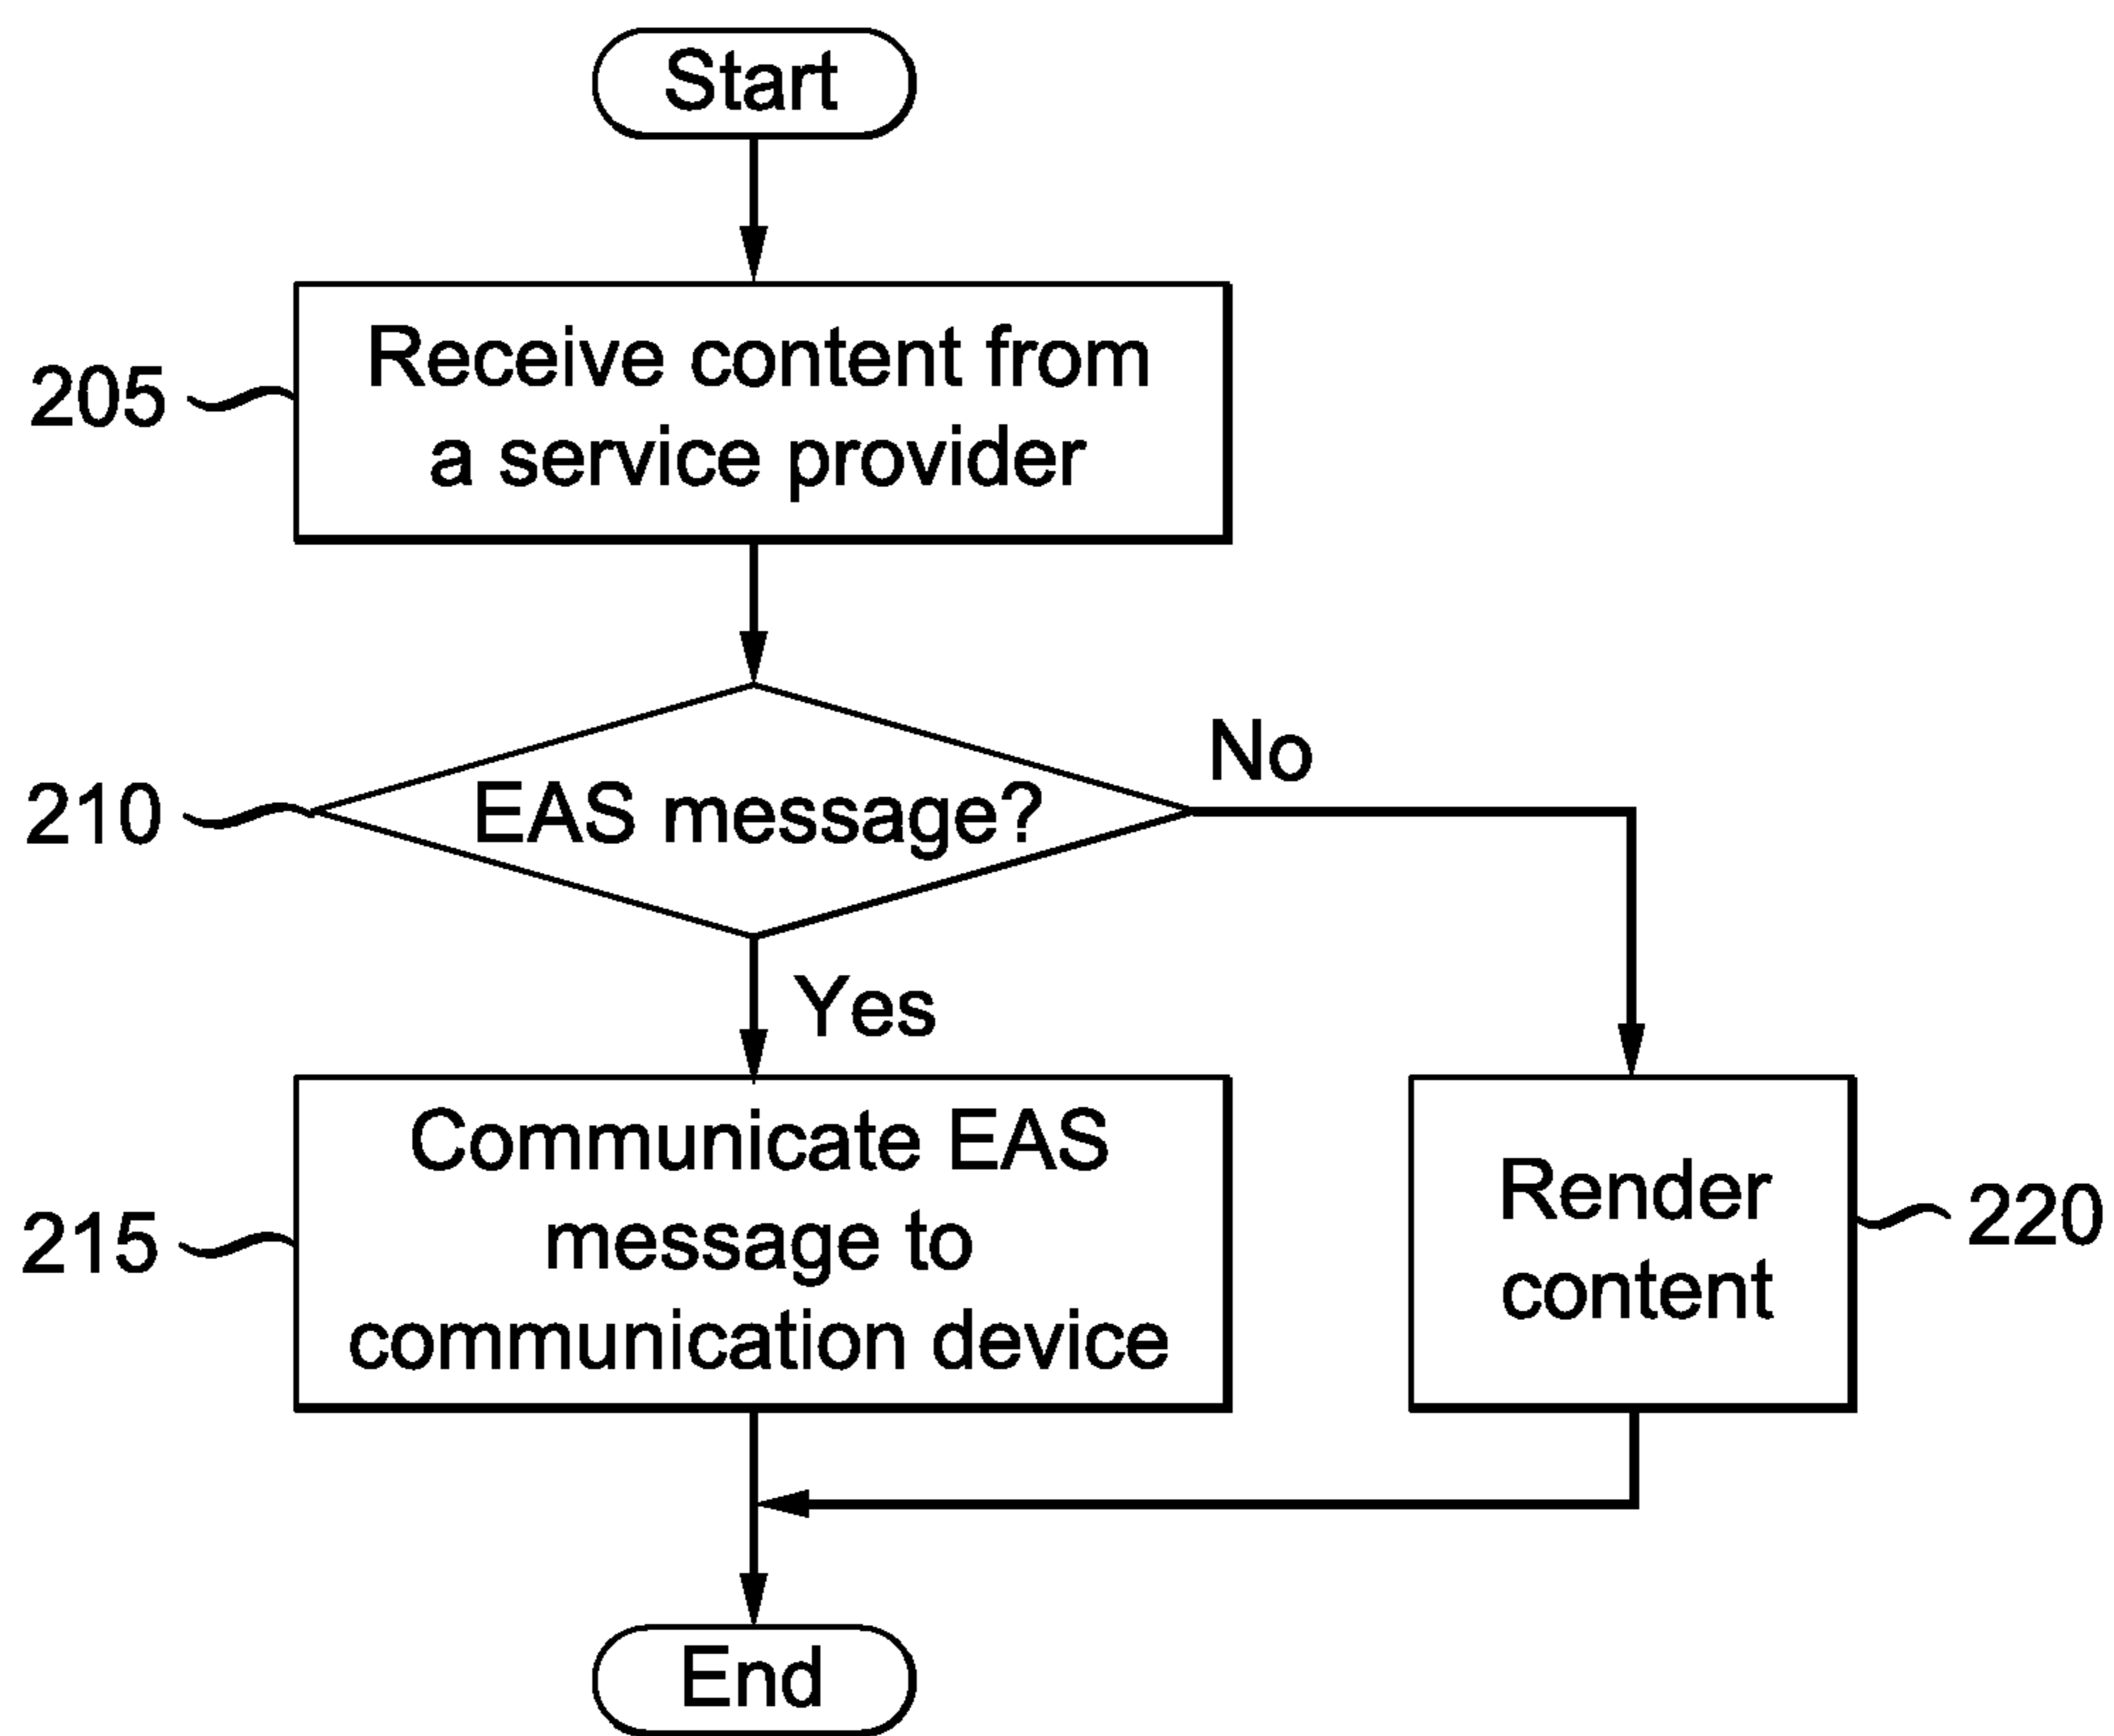 Start
205
Receive content from
a service provider
210
EAS message?
No
Yes
215
Communicate EAS
message to
communication device
Render
content
220
End